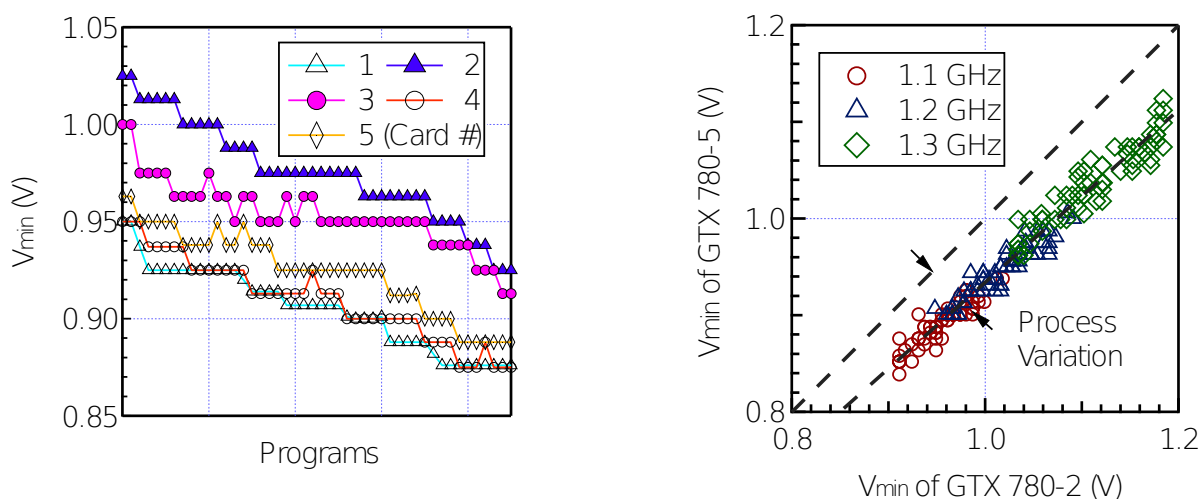 1.05
1.00
0.95
0.90
0.85
Vmin (V)
1 2
3 4
5 (Card #)
Programs
1.2
1.0
0.8
Vmin of GTX 780-5 (V)
1.1 GHz
1.2 GHz
1.3 GHz
Process
Variation
0.8 1.0 1.2
Vmin of GTX 780-2 (V)